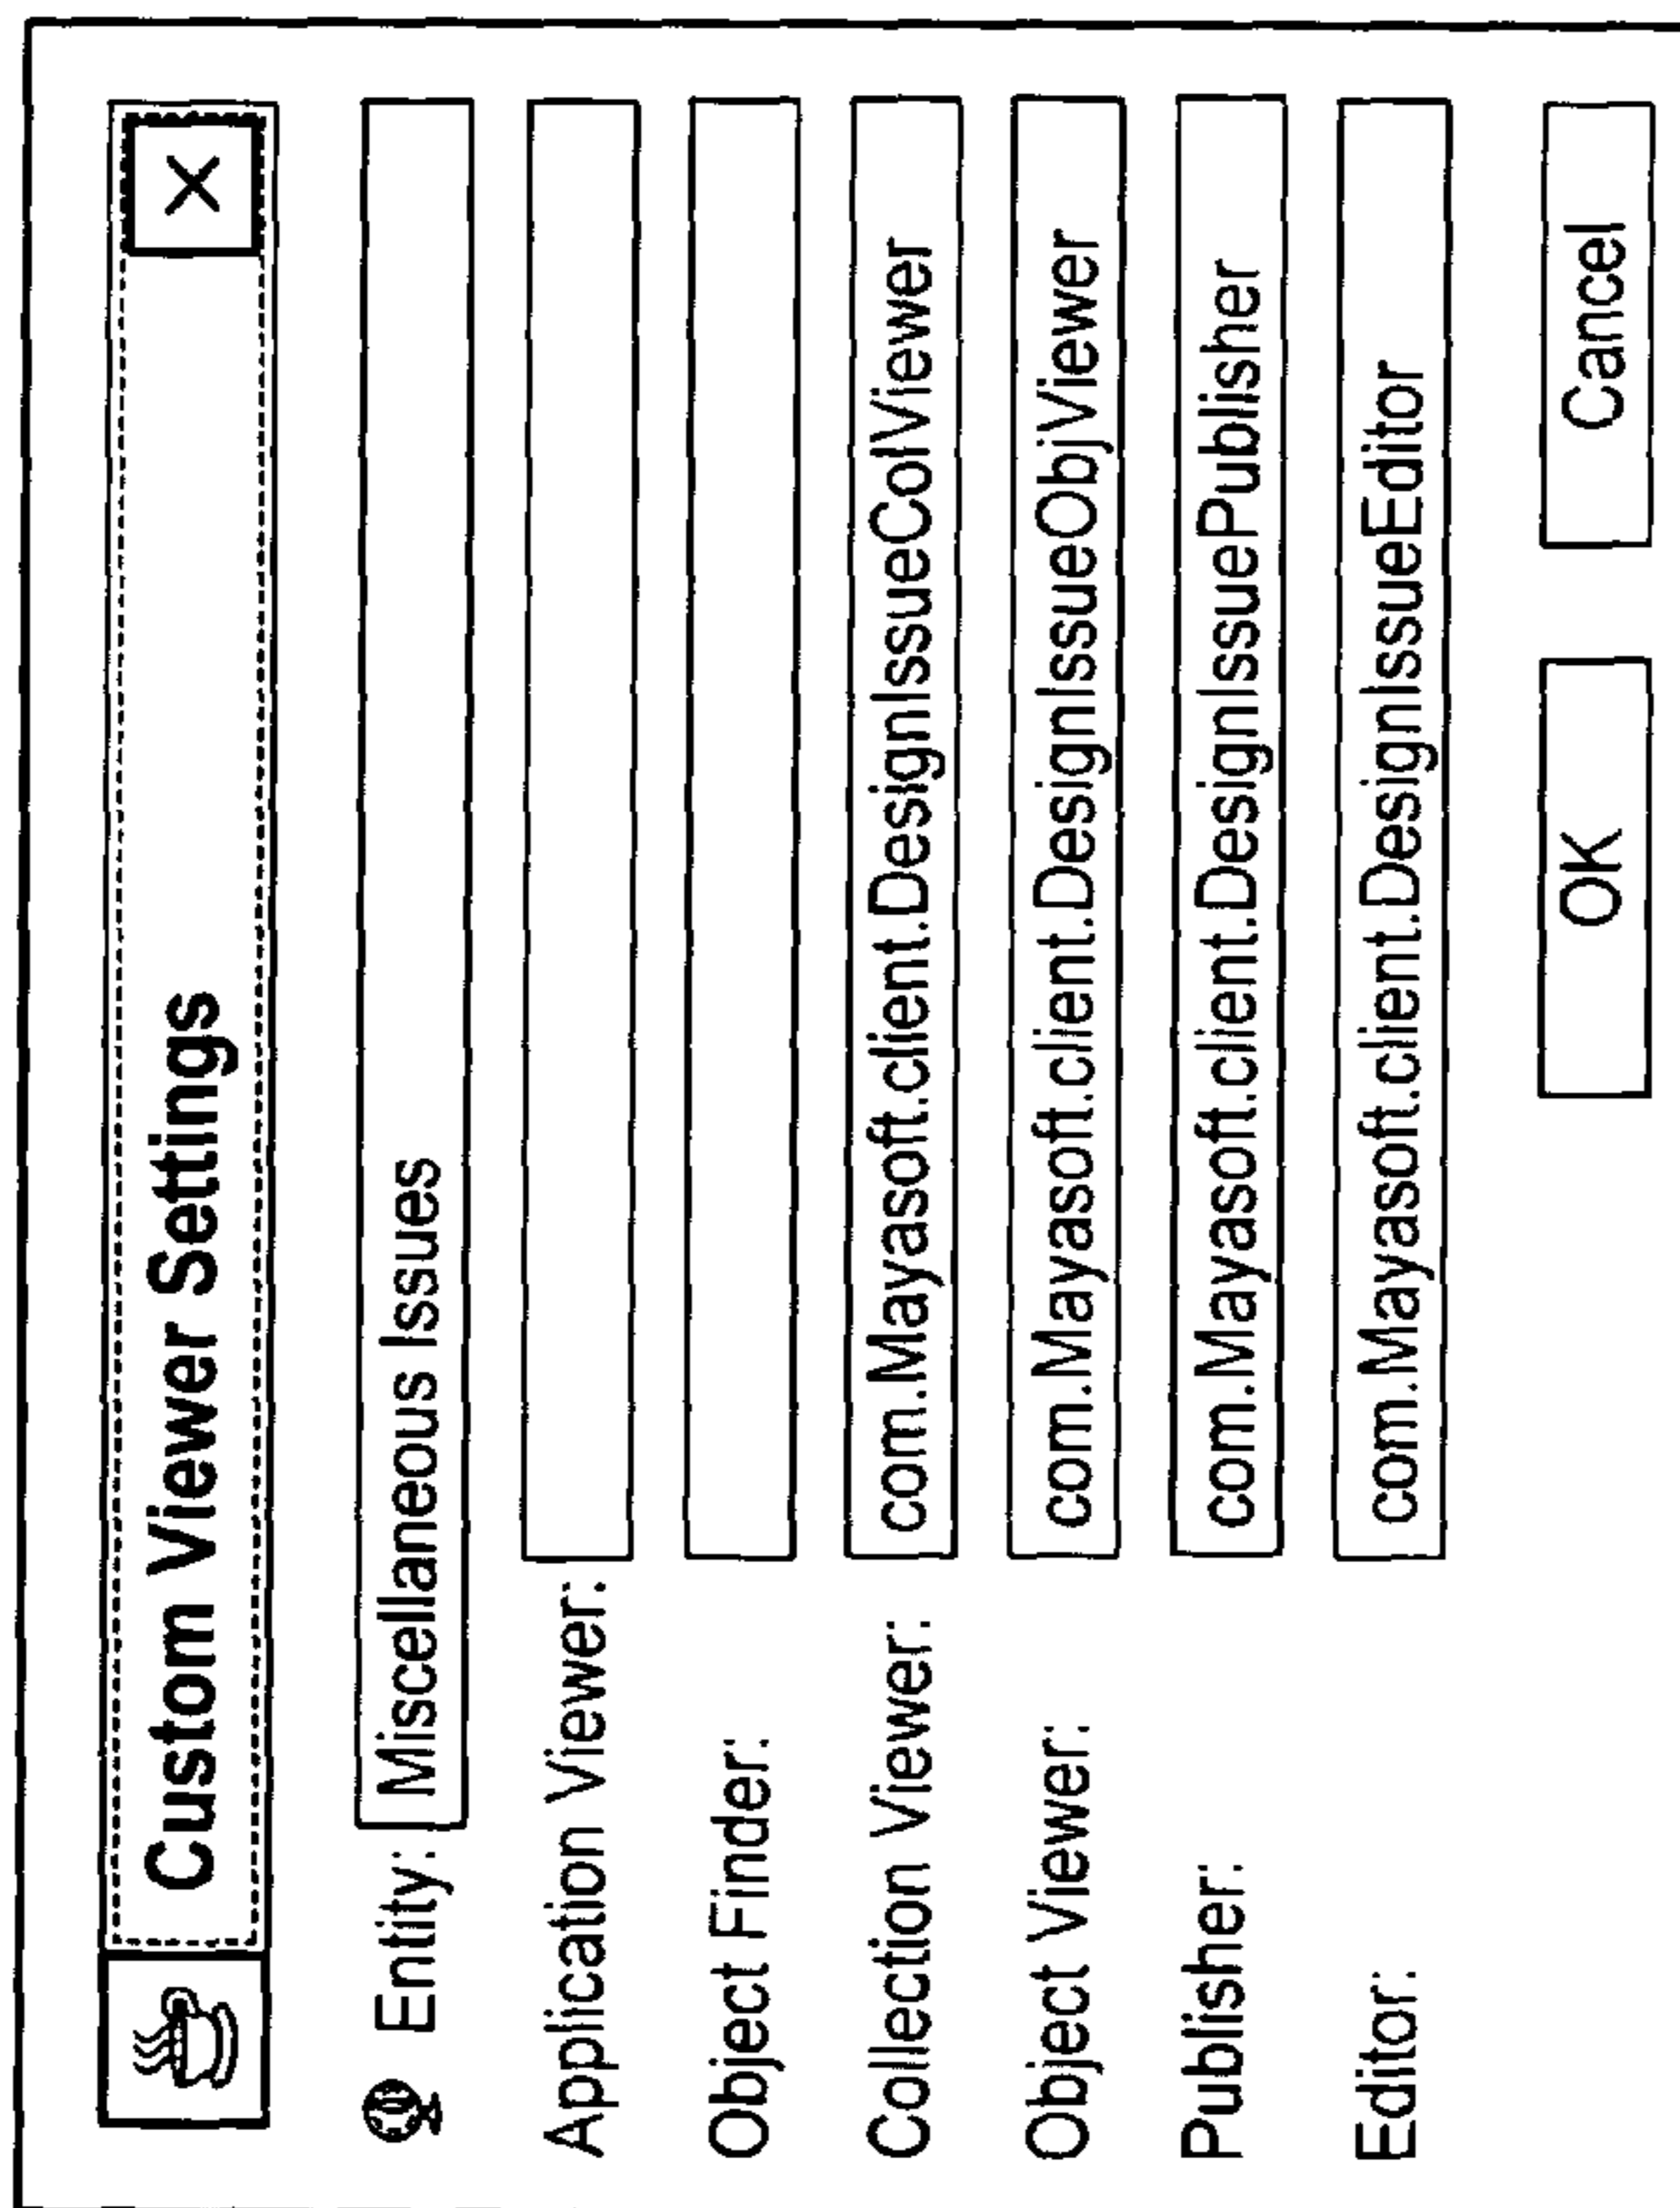 Custom Viewer Settings X
Entity: Miscellaneous Issues
Application Viewer:
Object Finder:
Collection Viewer: com.Mayasoft.client.DesignIssueColViewer
Object Viewer: com.Mayasoft.client.DesignIssueObjViewer
Publisher: com.Mayasoft.client.DesignIssuePublisher
Editor: com.Mayasoft.client.DesignIssueEditor
OK Cancel